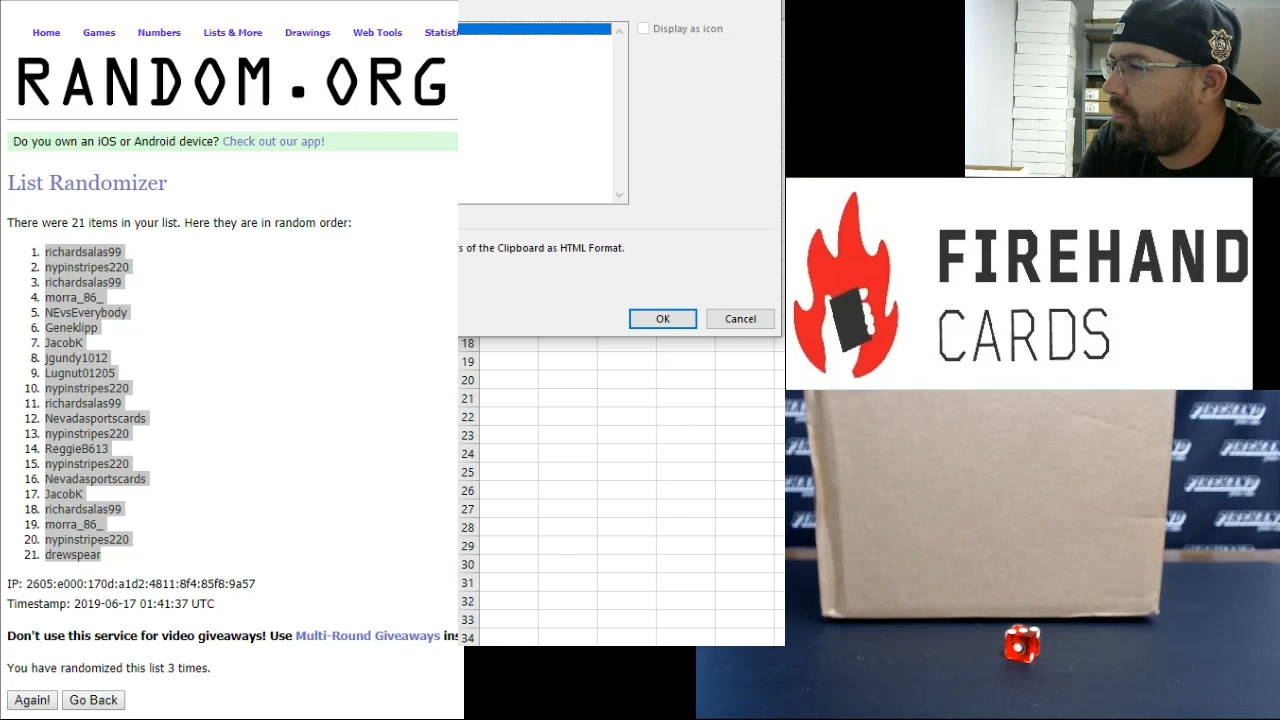 Home Games Numbers Lists & More Drawings Web Tools Statisti
RANDOM.ORG
Do you own an iOS or Android device? Check out our app!
List Randomizer
There were 21 items in your list. Here they are in random order:
1. richardsalas99
2. nypinstripes220
3. richardsalas99
4. morra_86_
5. NEvsEverybody
6. Geneklipp
7. JacobK
8. jgundy1012
9. Lugnut01205
10. nypinstripes220
11. richardsalas99
12. Nevadasportscards
13. nypinstripes220
14. ReggieB613
15. nypinstripes220
16. Nevadasportscards
17. JacobK
18. richardsalas99
19. morra_86_
20. nypinstripes220
21. drewspear
IP: 2605:e000:170d:a1d2:4811:8f4:85f8:9a57
Timestamp: 2019-06-17 01:41:37 UTC
Don't use this service for video giveaways! Use Multi-Round Giveaways ins
You have randomized this list 3 times.
Again! Go Back
Display as icon
s of the Clipboard as HTML Format.
OK Cancel
18
19
20
21
22
23
24
25
26
27
28
29
30
31
32
33
34
FIREHAND
CARDS
FIREHAND
FIREHAND
FIREHAND
FIREHAND